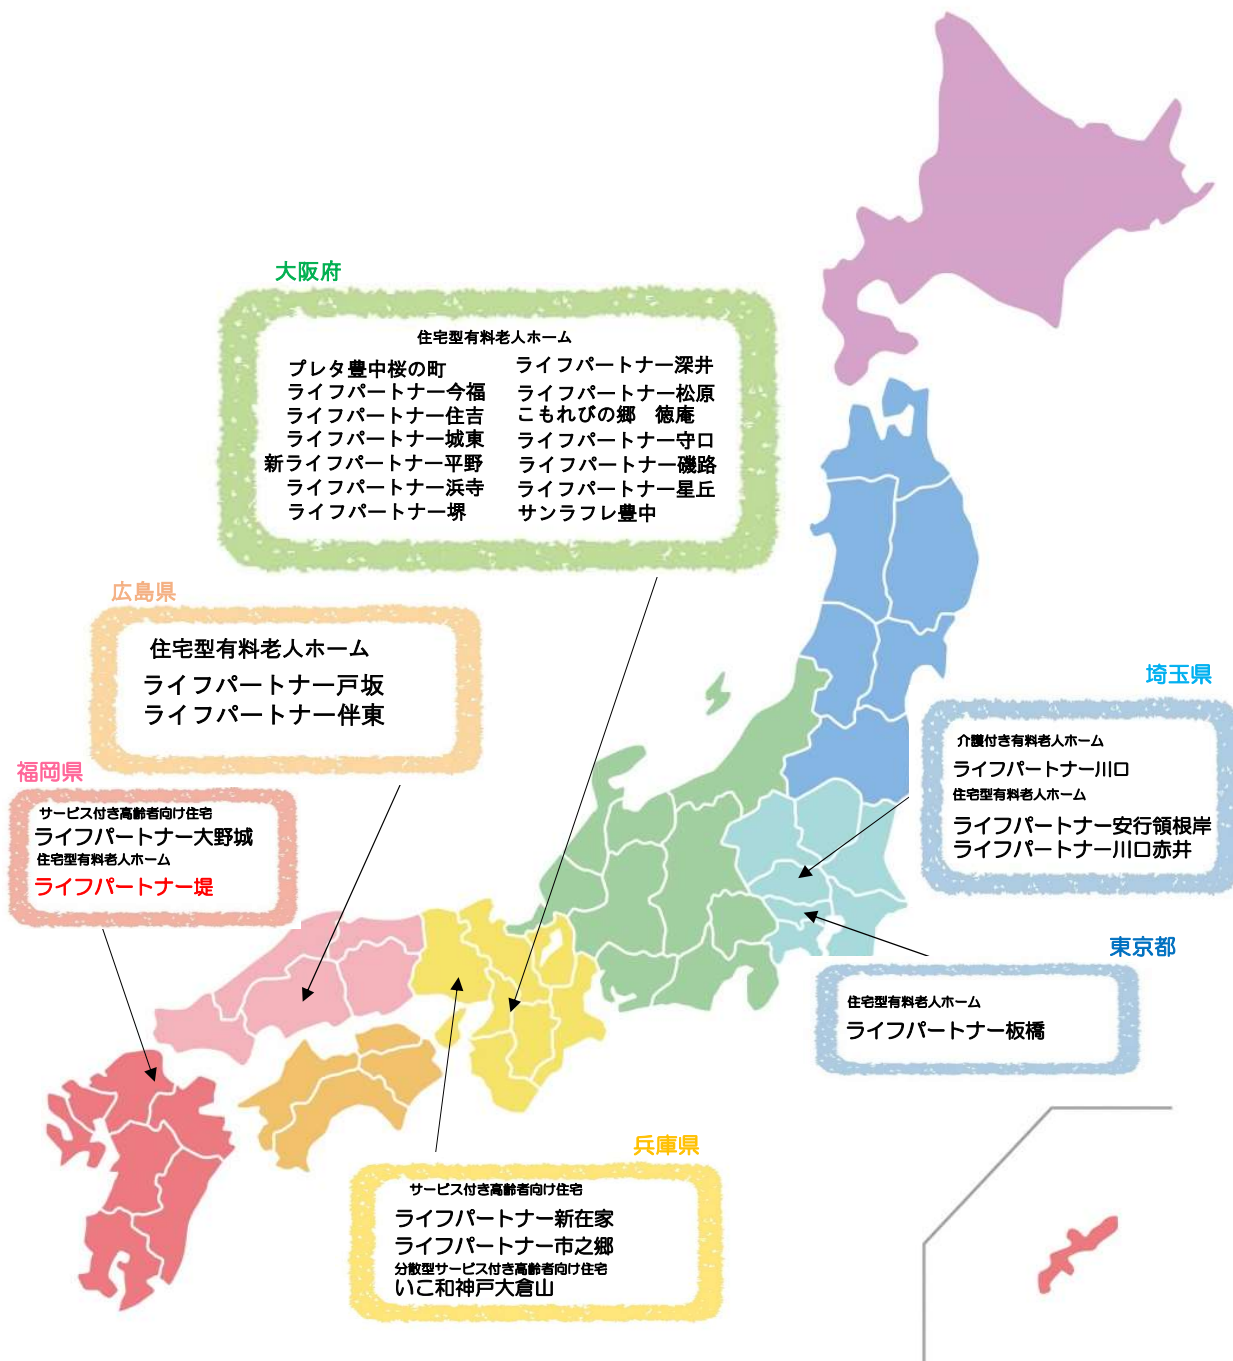 大阪府
住宅型有料老人ホーム
プレタ豊中桜の町
ライフパートナー今福
ライフパートナー住吉
ライフパートナー城東
新ライフパートナー平野
ライフパートナー浜寺
ライフパートナー堺
ライフパートナー深井
ライフパートナー松原
こもれびの郷　徳庵
ライフパートナー守口
ライフパートナー磯路
ライフパートナー星丘
サンラフレ豊中
広島県
住宅型有料老人ホーム
ライフパートナー戸坂
ライフパートナー伴東
福岡県
サービス付き高齢者向け住宅
ライフパートナー大野城
住宅型有料老人ホーム
ライフパートナー堤
埼玉県
介護付き有料老人ホーム
ライフパートナー川口
住宅型有料老人ホーム
ライフパートナー安行領根岸
ライフパートナー川口赤井
東京都
住宅型有料老人ホーム
ライフパートナー板橋
兵庫県
サービス付き高齢者向け住宅
ライフパートナー新在家
ライフパートナー市之郷
分散型サービス付き高齢者向け住宅
いこ和神戸大倉山